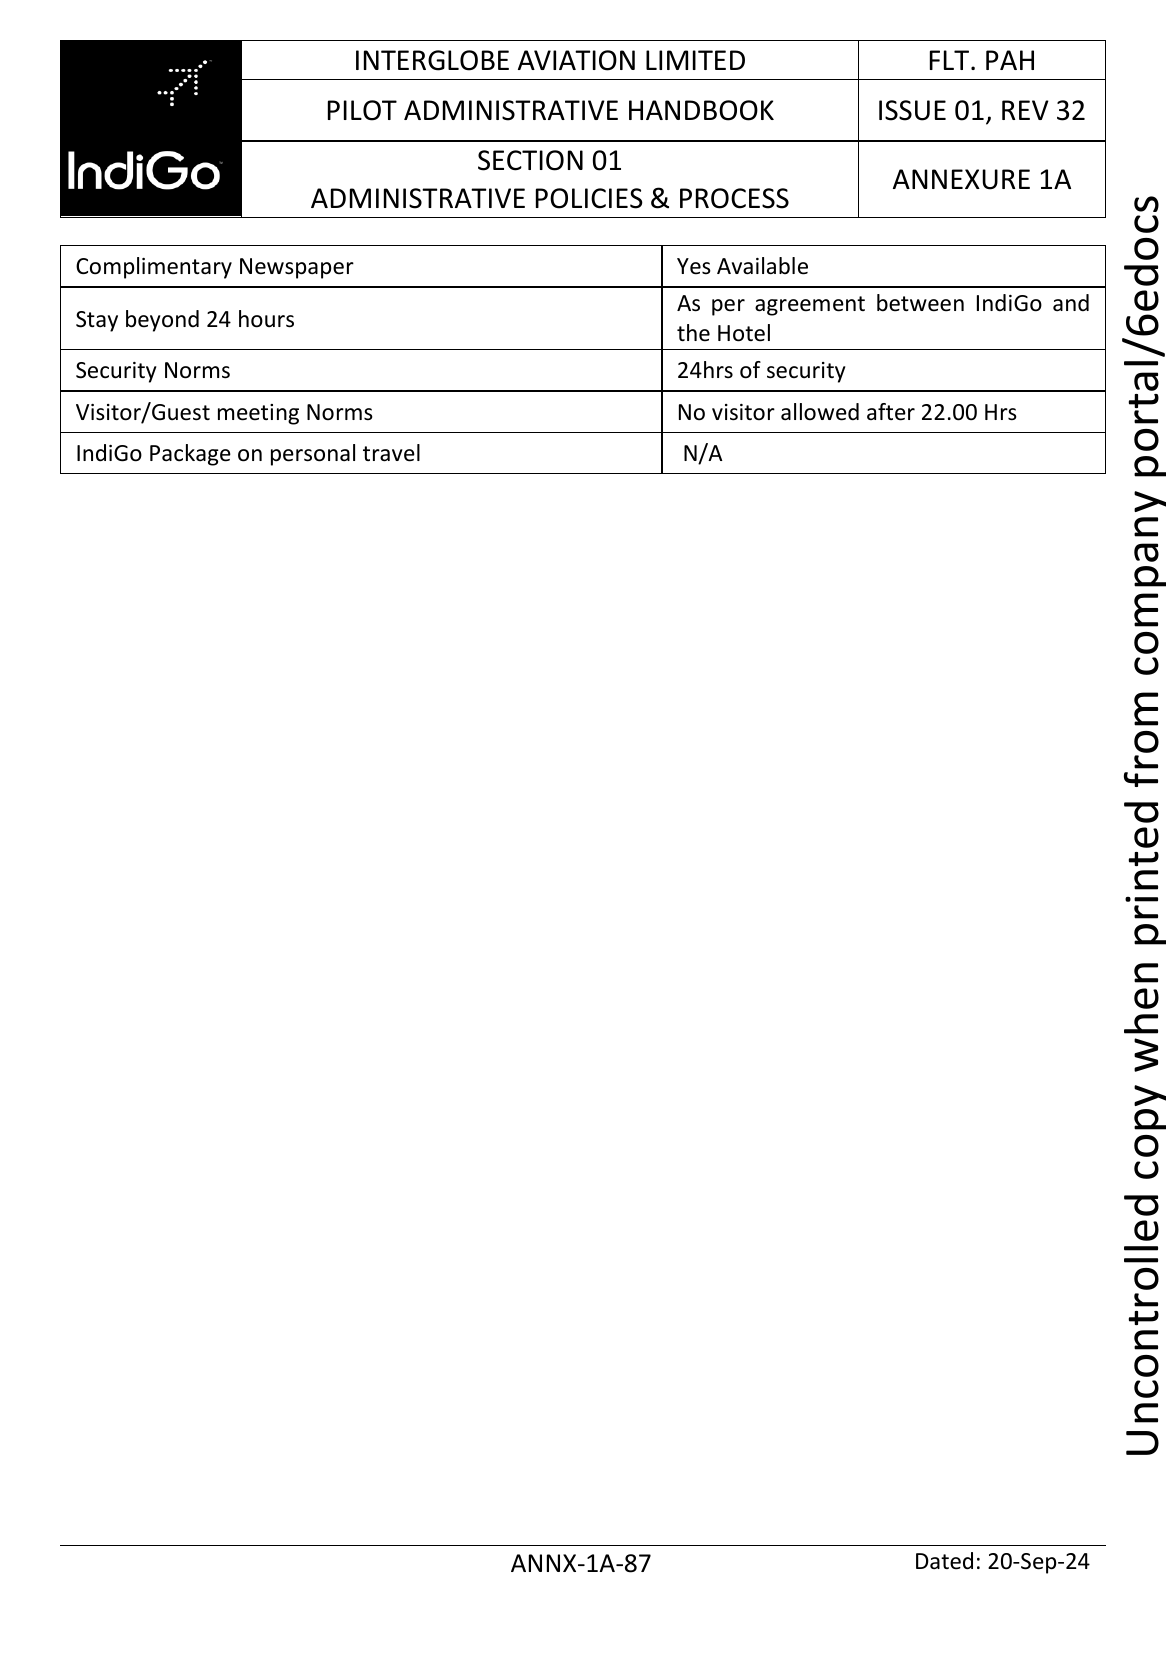 IndiGo
INTERGLOBE AVIATION LIMITED
FLT. PAH
PILOT ADMINISTRATIVE HANDBOOK
ISSUE 01, REV 32
SECTION 01
ADMINISTRATIVE POLICIES & PROCESS
ANNEXURE 1A
Complimentary Newspaper
Yes Available
Stay beyond 24 hours
As per agreement between IndiGo and
the Hotel
Security Norms
24hrs of security
Visitor/Guest meeting Norms
No visitor allowed after 22.00 Hrs
IndiGo Package on personal travel
N/A
Uncontrolled copy when printed from company portal/6edocs
ANNX-1A-87
Dated: 20-Sep-24